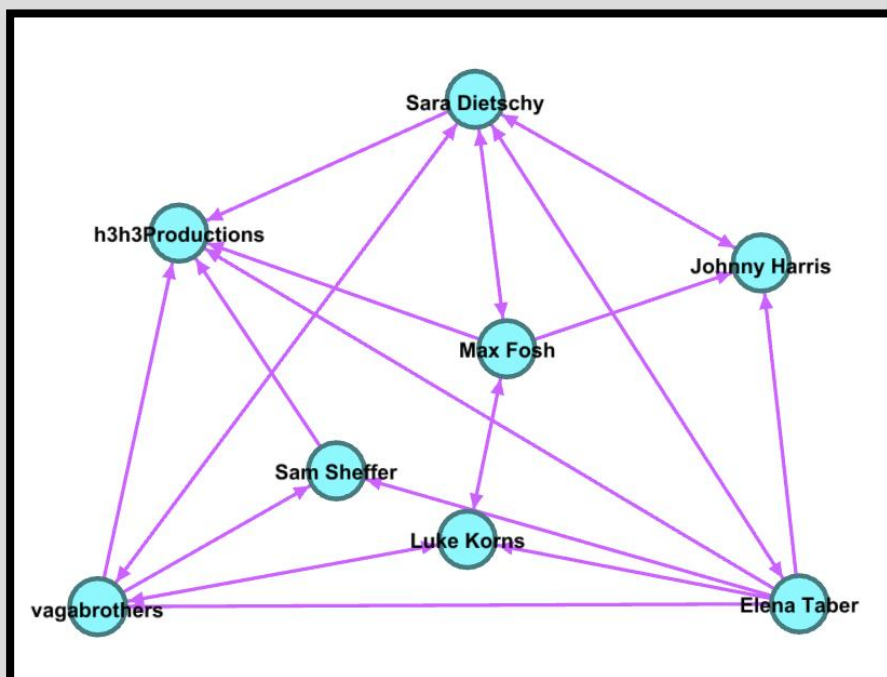 Sara Dietschy
h3h3Productions
Johnny Harris
Max Fosh
Sam Sheffer
Luke Korns
vagabrothers
Elena Taber